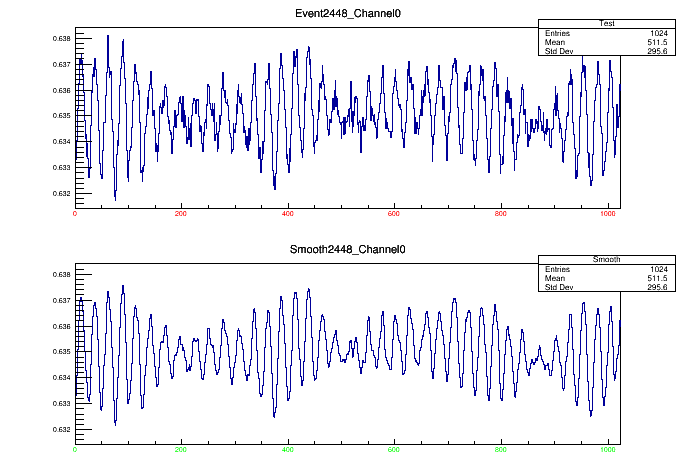 Event2448_Channel0
Test
Entries 1024
Mean 511.5
Std Dev 295.6
0.638
0.637
0.636
0.635
0.634
0.633
0.632
0 200 400 600 800 1000
Smooth2448_Channel0
Smooth
Entries 1024
Mean 511.5
Std Dev 295.6
0.638
0.637
0.636
0.635
0.634
0.633
0.632
0 200 400 600 800 1000